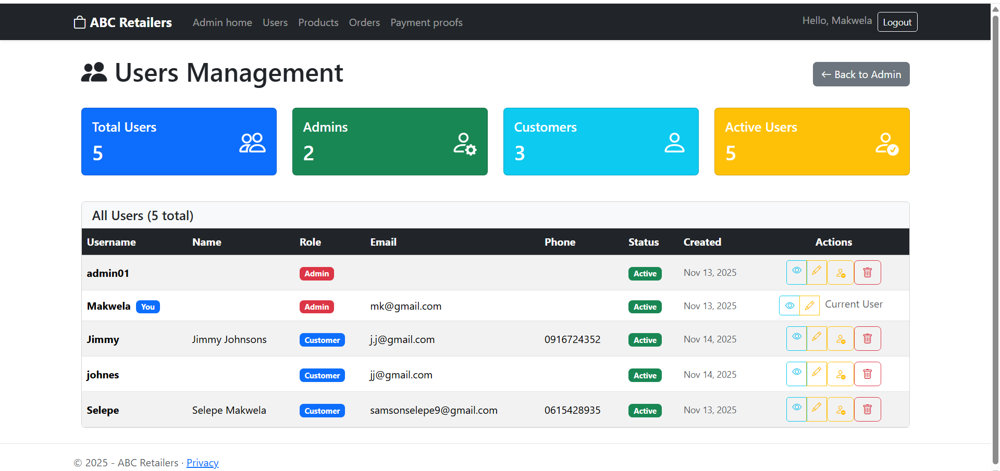 ABC Retailers Admin home Users Products Orders Payment proofs Hello, Makwela Logout
Users Management
← Back to Admin
Total Users
5
Admins
2
Customers
3
Active Users
5
All Users (5 total)
Username Name Role Email Phone Status Created Actions
admin01 Admin Active Nov 13, 2025
Makwela You Admin mk@gmail.com Active Nov 13, 2025 Current User
Jimmy Jimmy Johnsons Customer j.j@gmail.com 0916724352 Active Nov 14, 2025
johnes Customer jj@gmail.com Active Nov 14, 2025
Selepe Selepe Makwela Customer samsonselepe9@gmail.com 0615428935 Active Nov 13, 2025
© 2025 - ABC Retailers · Privacy